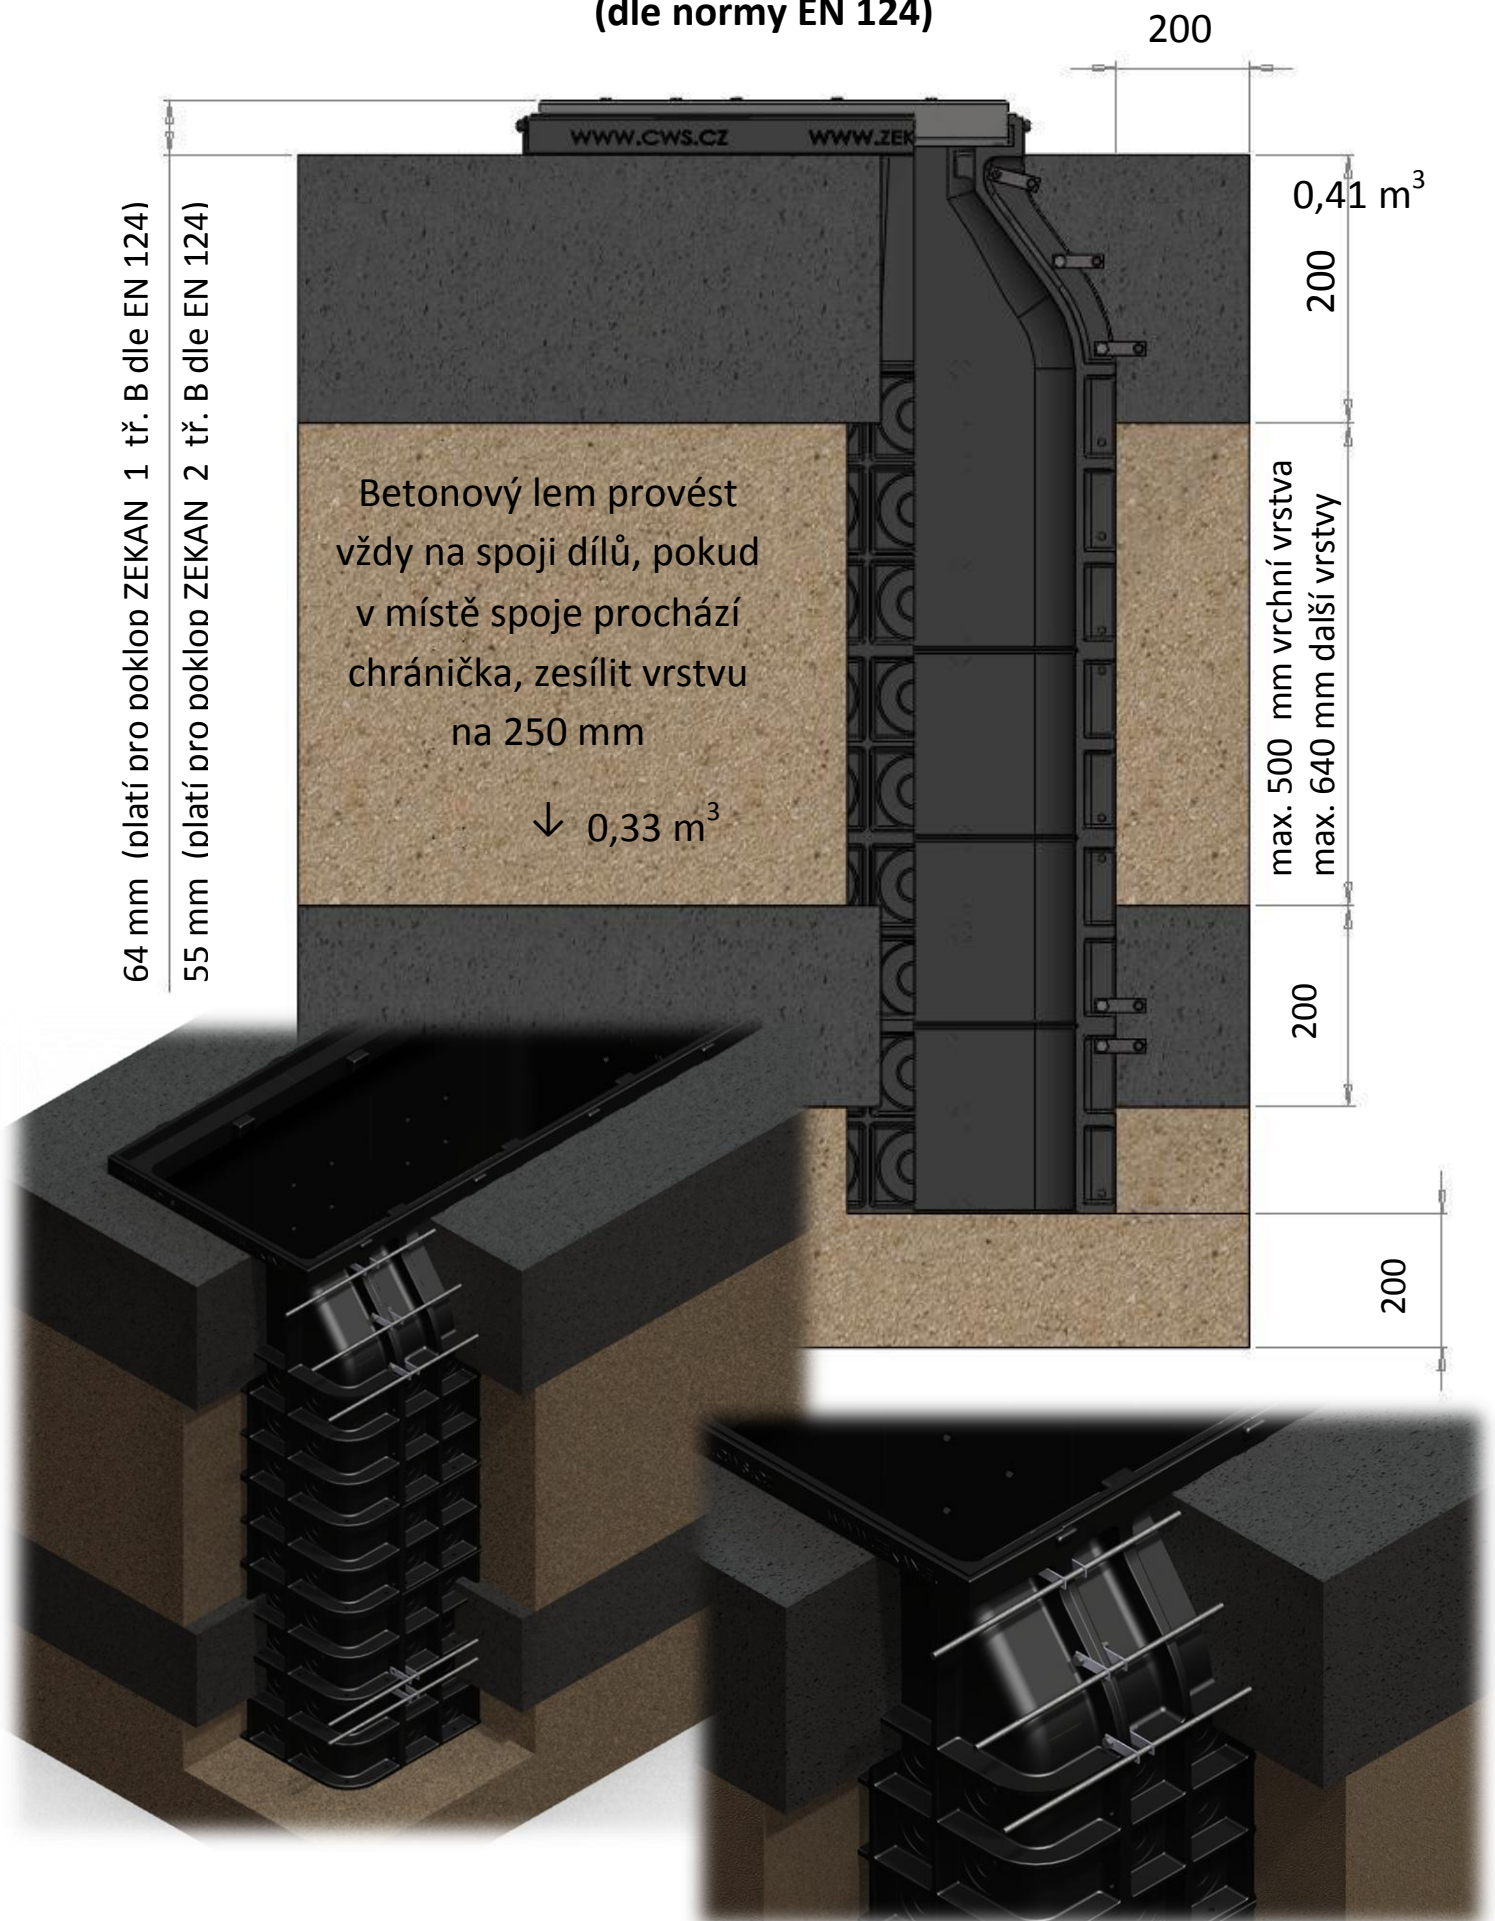 (dle normy EN 124)
200
WWW.CWS.CZ WWW.ZEK
0,41 m³
200
64 mm (platí pro poklop ZEKAN 1 tř. B dle EN 124)
55 mm (platí pro poklop ZEKAN 2 tř. B dle EN 124)
Betonový lem provést
vždy na spoji dílů, pokud
v místě spoje prochází
chránička, zesílit vrstvu
na 250 mm
↓ 0,33 m³
max. 500 mm vrchní vrstva
max. 640 mm další vrstvy
200
200